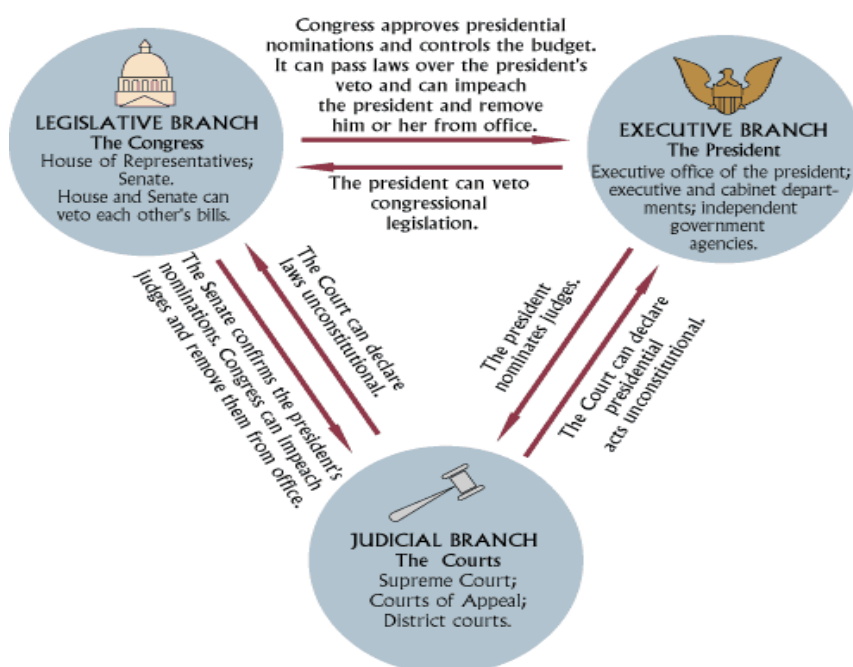 Congress approves presidential
nominations and controls the budget.
It can pass laws over the president's
veto and can impeach
the president and remove
him or her from office.
LEGISLATIVE BRANCH
The Congress
House of Representatives;
Senate.
House and Senate can
veto each other's bills.
EXECUTIVE BRANCH
The President
Executive office of the president;
executive and cabinet depart-
ments; independent
government
agencies.
The president can veto
congressional
legislation.
The Senate confirms the president's
nominations. Congress can impeach
judges and remove them from office.
The Court can declare
laws unconstitutional.
The president
nominates judges.
The Court can declare
presidential
acts unconstitutional.
JUDICIAL BRANCH
The Courts
Supreme Court;
Courts of Appeal;
District courts.